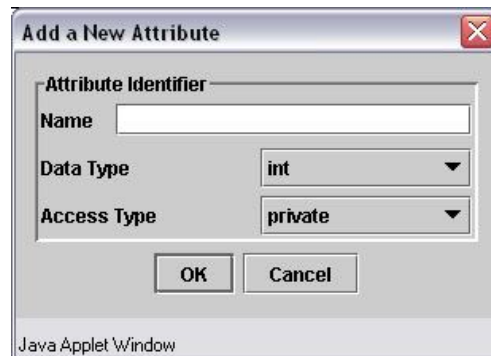 Add a New Attribute
Attribute Identifier
Name
Data Type int
Access Type private
OK Cancel
Java Applet Window